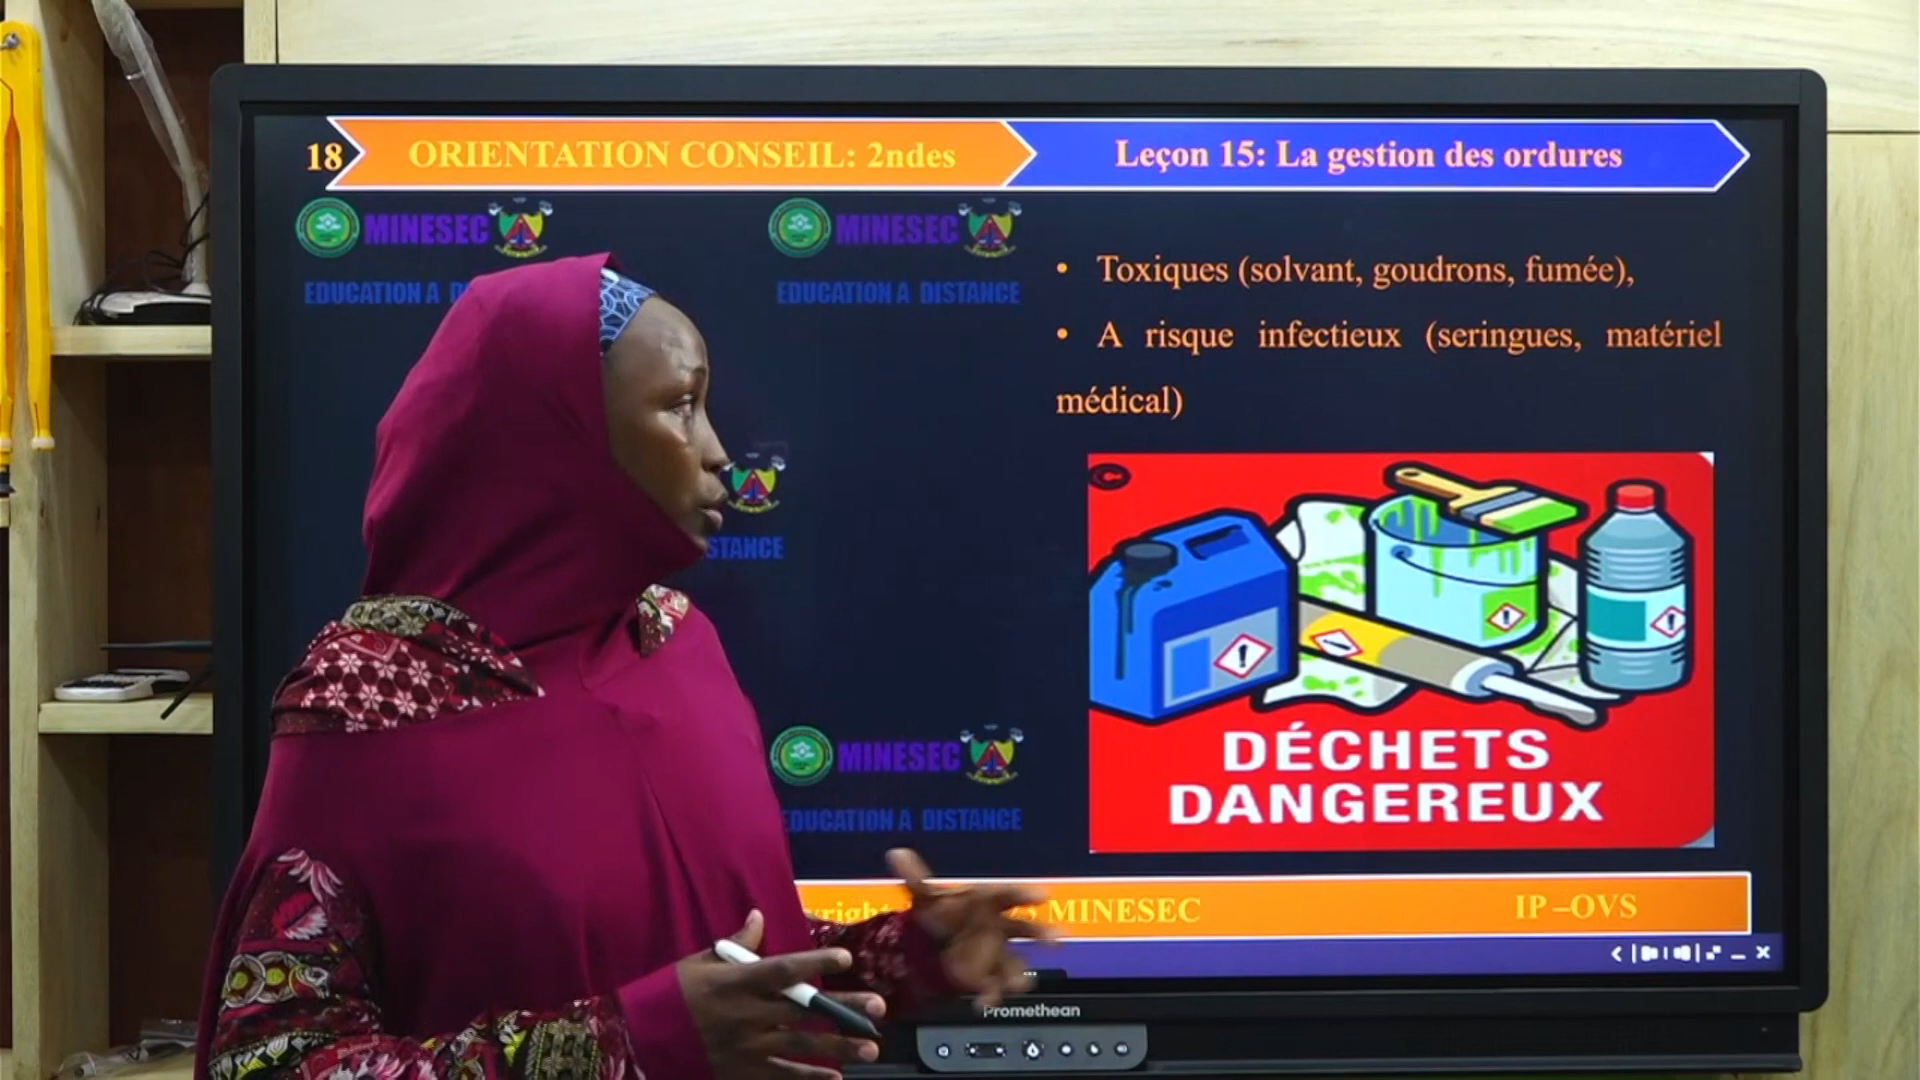 18
ORIENTATION CONSEIL: 2ndes
Leçon 15: La gestion des ordures
MINESEC
MINESEC
EDUCATION A
EDUCATION A DISTANCE
• Toxiques (solvant, goudrons, fumée),
• A risque infectieux (seringues, matériel
médical)
DÉCHETS
DANGEREUX
MINESEC
EDUCATION A DISTANCE
MINESEC
IP –OVS
Promethean